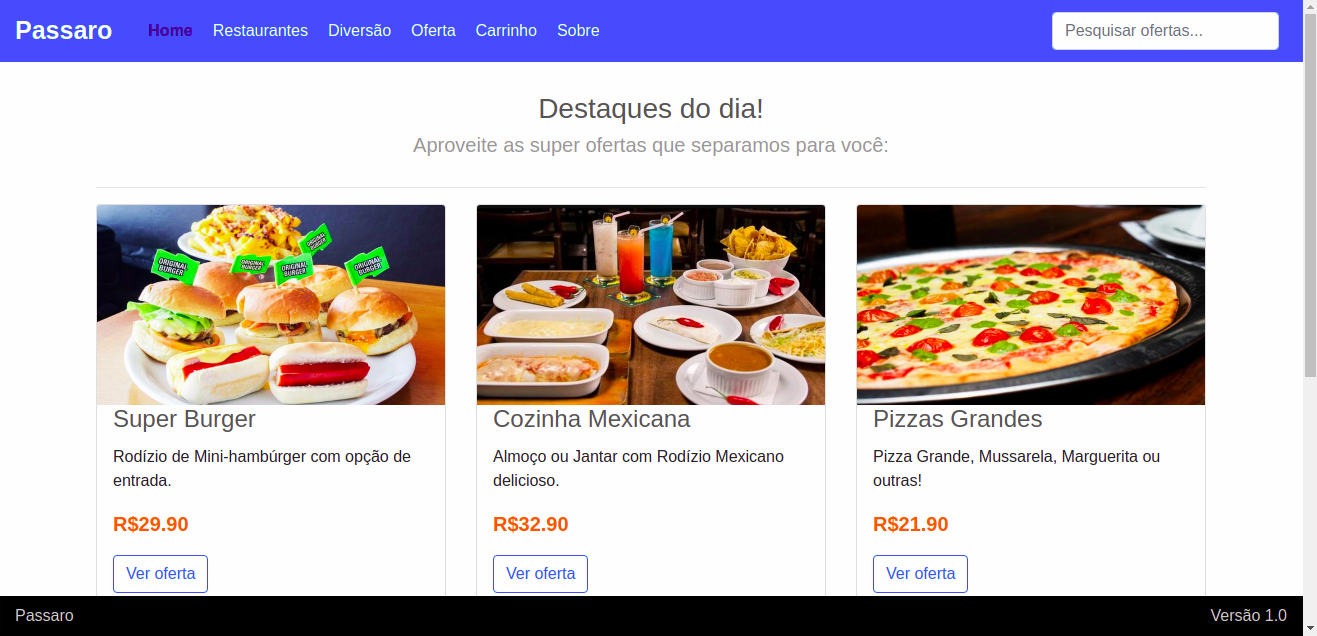 Passaro Home Restaurantes Diversão Oferta Carrinho Sobre Pesquisar ofertas...
Destaques do dia!
Aproveite as super ofertas que separamos para você:
ORIGINAL BURGER
ORIGINAL BURGER
ORIGINAL BURGER
ORIGINAL BURGER
ORIGINAL BURGER
Super Burger
Rodízio de Mini-hambúrger com opção de
entrada.
R$29.90
Ver oferta
Cozinha Mexicana
Almoço ou Jantar com Rodízio Mexicano
delicioso.
R$32.90
Ver oferta
Pizzas Grandes
Pizza Grande, Mussarela, Marguerita ou
outras!
R$21.90
Ver oferta
Passaro Versão 1.0